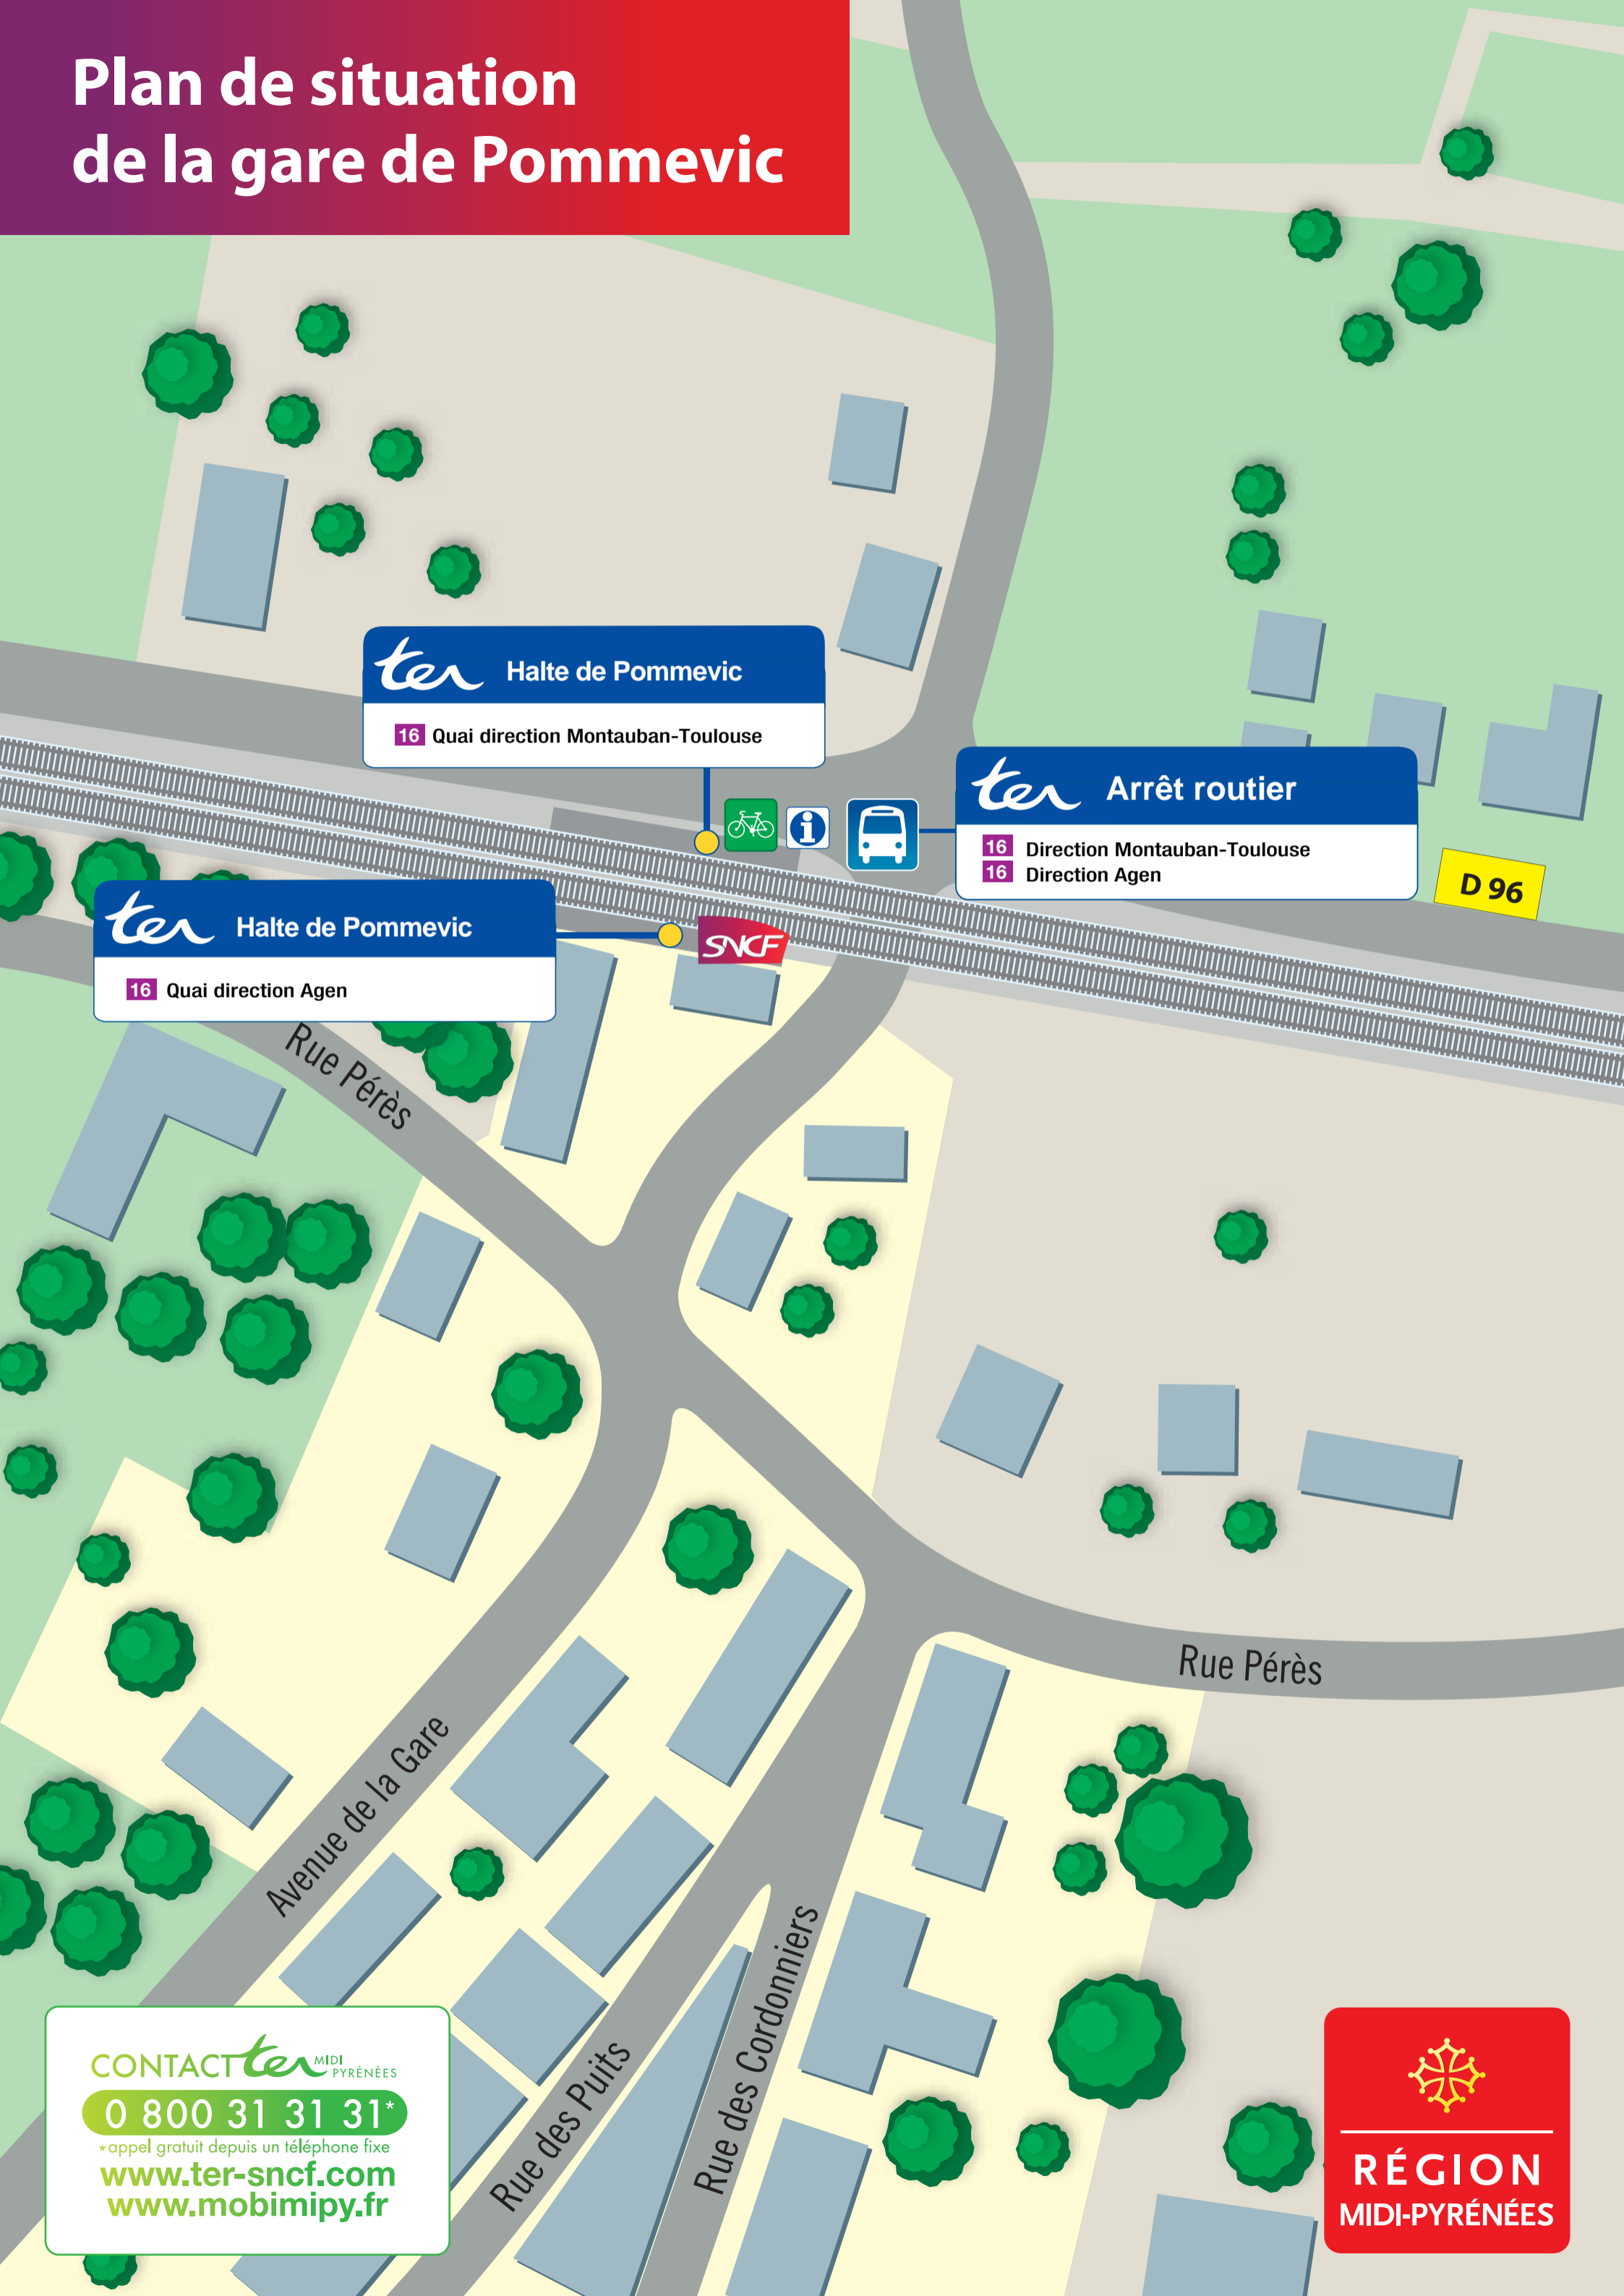 Plan de situation
de la gare de Pommevic
ter Halte de Pommevic
16 Quai direction Montauban-Toulouse
ter Arrêt routier
16 Direction Montauban-Toulouse
16 Direction Agen
D 96
ter Halte de Pommevic
16 Quai direction Agen
SNCF
Rue Pérès
Rue Pérès
Avenue de la Gare
Rue des Puits
Rue des Cordonniers
CONTACT ter MIDI PYRÉNÉES
0 800 31 31 31*
*appel gratuit depuis un téléphone fixe
www.ter-sncf.com
www.mobimipy.fr
RÉGION
MIDI-PYRÉNÉES